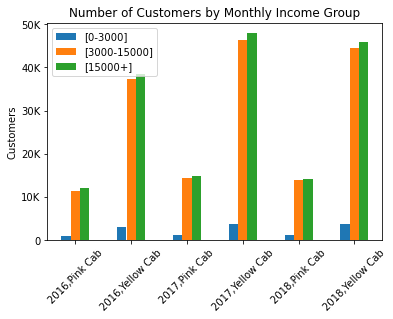 Number of Customers by Monthly Income Group
[0-3000]
[3000-15000]
[15000+]
50K
40K
30K
20K
10K
0
Customers
2016,Pink Cab
2016,Yellow Cab
2017,Pink Cab
2017,Yellow Cab
2018,Pink Cab
2018,Yellow Cab